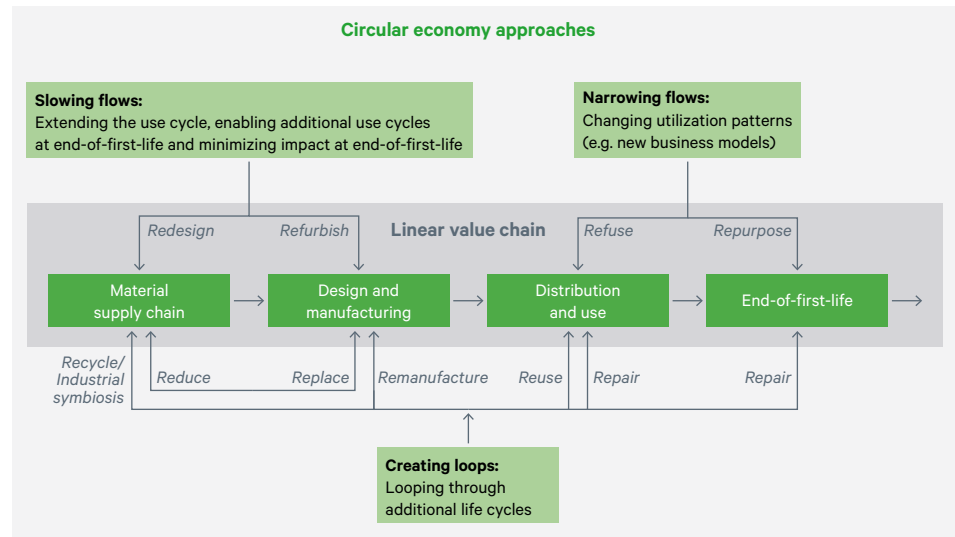 Circular economy approaches
Slowing flows:
Extending the use cycle, enabling additional use cycles
at end-of-first-life and minimizing impact at end-of-first-life
Narrowing flows:
Changing utilization patterns
(e.g. new business models)
Redesign
Refurbish
Linear value chain
Refuse
Repurpose
Material
supply chain
Design and
manufacturing
Distribution
and use
End-of-first-life
Recycle/
Industrial
symbiosis
Reduce
Replace
Remanufacture
Reuse
Repair
Repair
Creating loops:
Looping through
additional life cycles